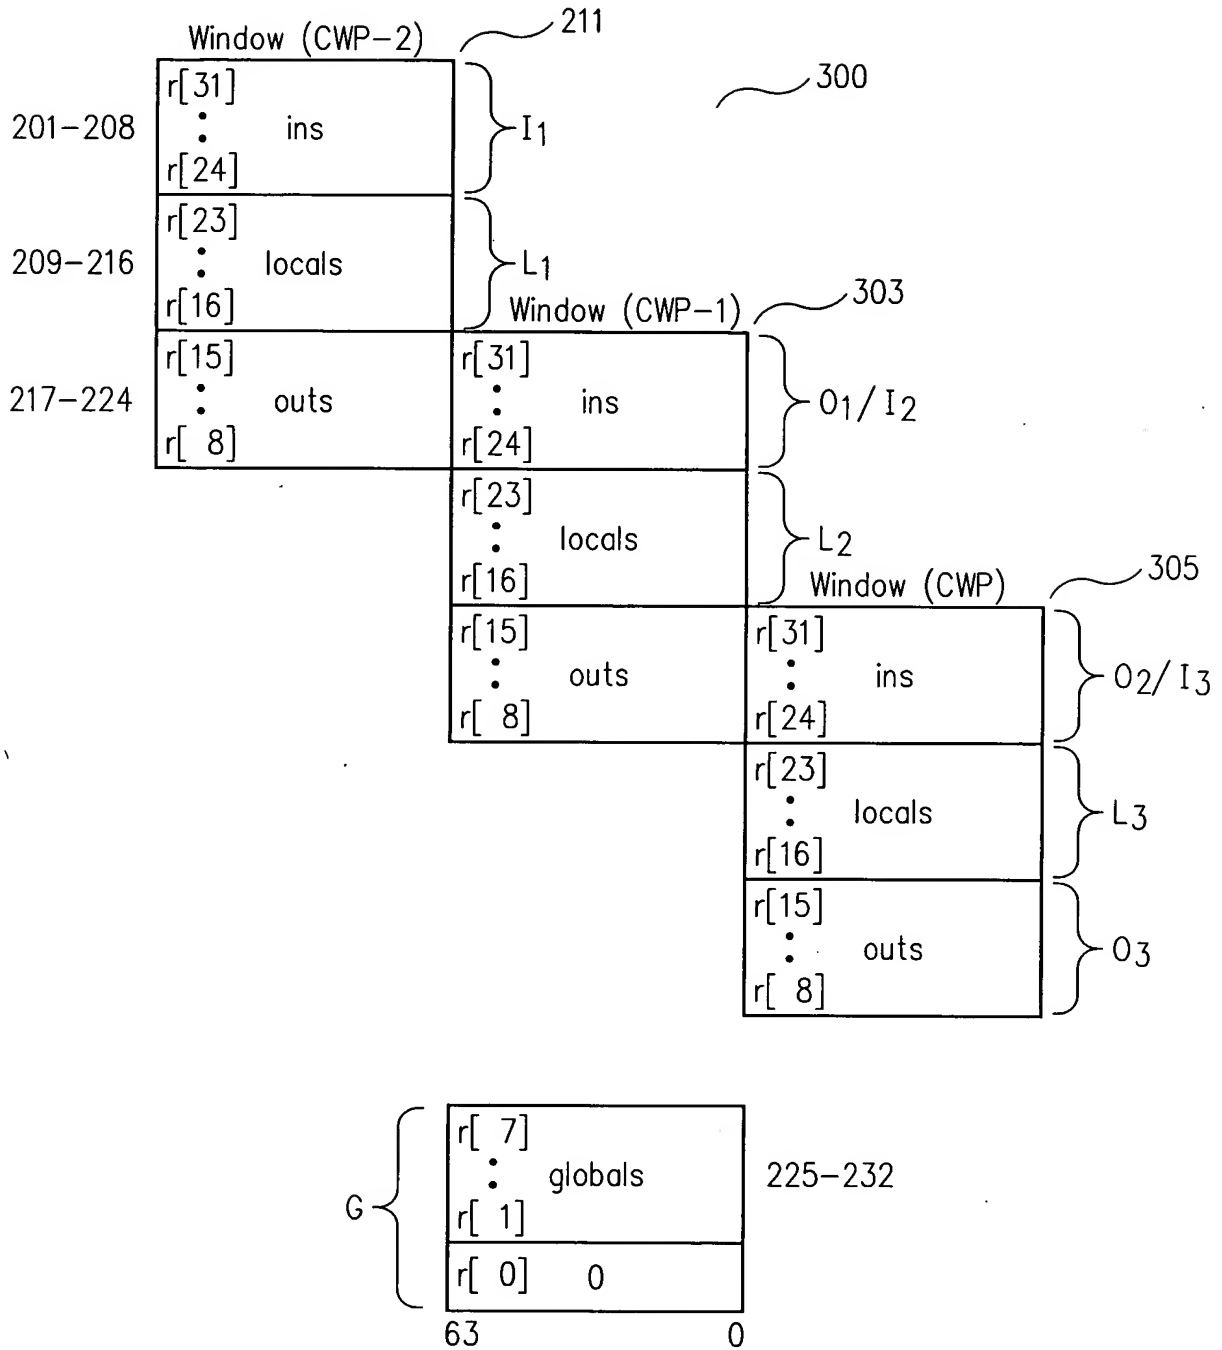 211
Window (CWP-2)
300
r[31]
201-208
ins
I1
r[24]
r[23]
209-216
locals
L1
r[16]
303
Window (CWP-1)
r[15]
r[31]
217-224
outs
ins
O1/I2
r[ 8]
r[24]
r[23]
locals
L2
r[16]
305
Window (CWP)
r[15]
r[31]
outs
ins
O2/I3
r[ 8]
r[24]
r[23]
locals
L3
r[16]
r[15]
outs
O3
r[ 8]
r[ 7]
globals
225-232
G
r[ 1]
r[ 0] 0
63 0